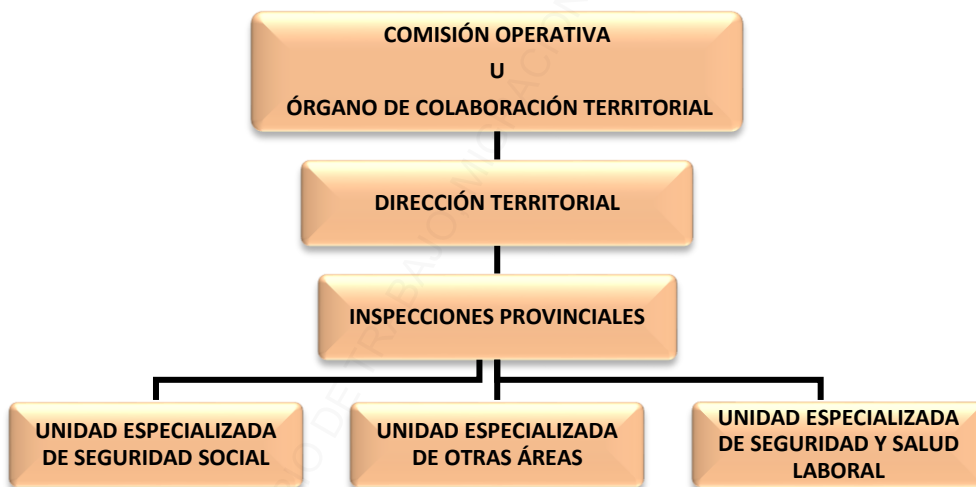 COMISIÓN OPERATIVA
U
ÓRGANO DE COLABORACIÓN TERRITORIAL
DIRECCIÓN TERRITORIAL
INSPECCIONES PROVINCIALES
UNIDAD ESPECIALIZADA
DE SEGURIDAD SOCIAL
UNIDAD ESPECIALIZADA
DE OTRAS ÁREAS
UNIDAD ESPECIALIZADA
DE SEGURIDAD Y SALUD
LABORAL